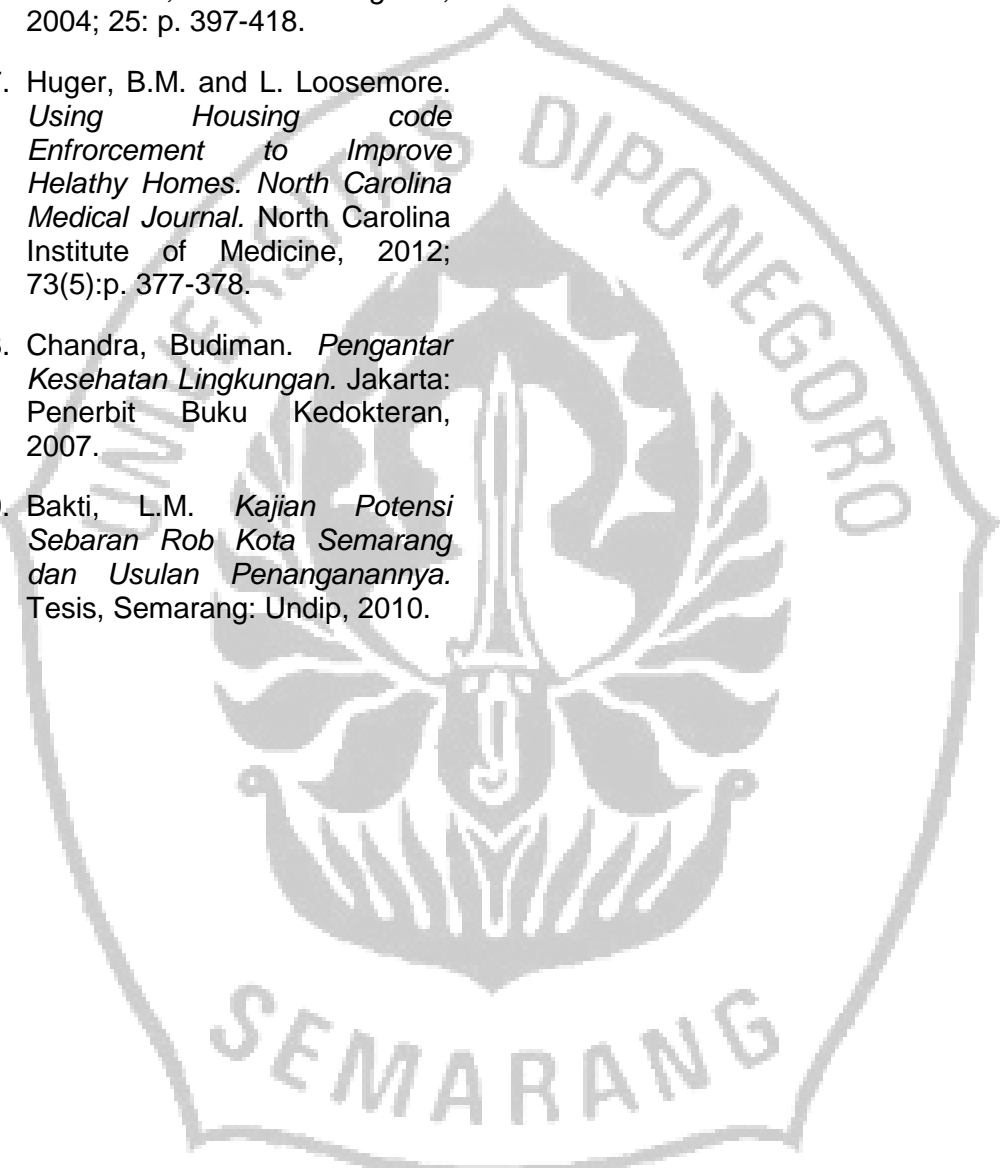 2004; 25: p. 397-418.
7. Huger, B.M. and L. Loosemore.
Using Housing code
Enfrorcement to Improve
Helathy Homes. North Carolina
Medical Journal. North Carolina
Institute of Medicine, 2012;
73(5):p. 377-378.
Chandra, Budiman. Pengantar
Kesehatan Lingkungan. Jakarta:
Penerbit Buku Kedokteran,
2007.
Bakti, L.M. Kajian Potensi
Sebaran Rob Kota Semarang
dan Usulan Penanganannya.
Tesis, Semarang: Undip, 2010.
UNIVERSITAS DIPONEGORO
SEMARANG